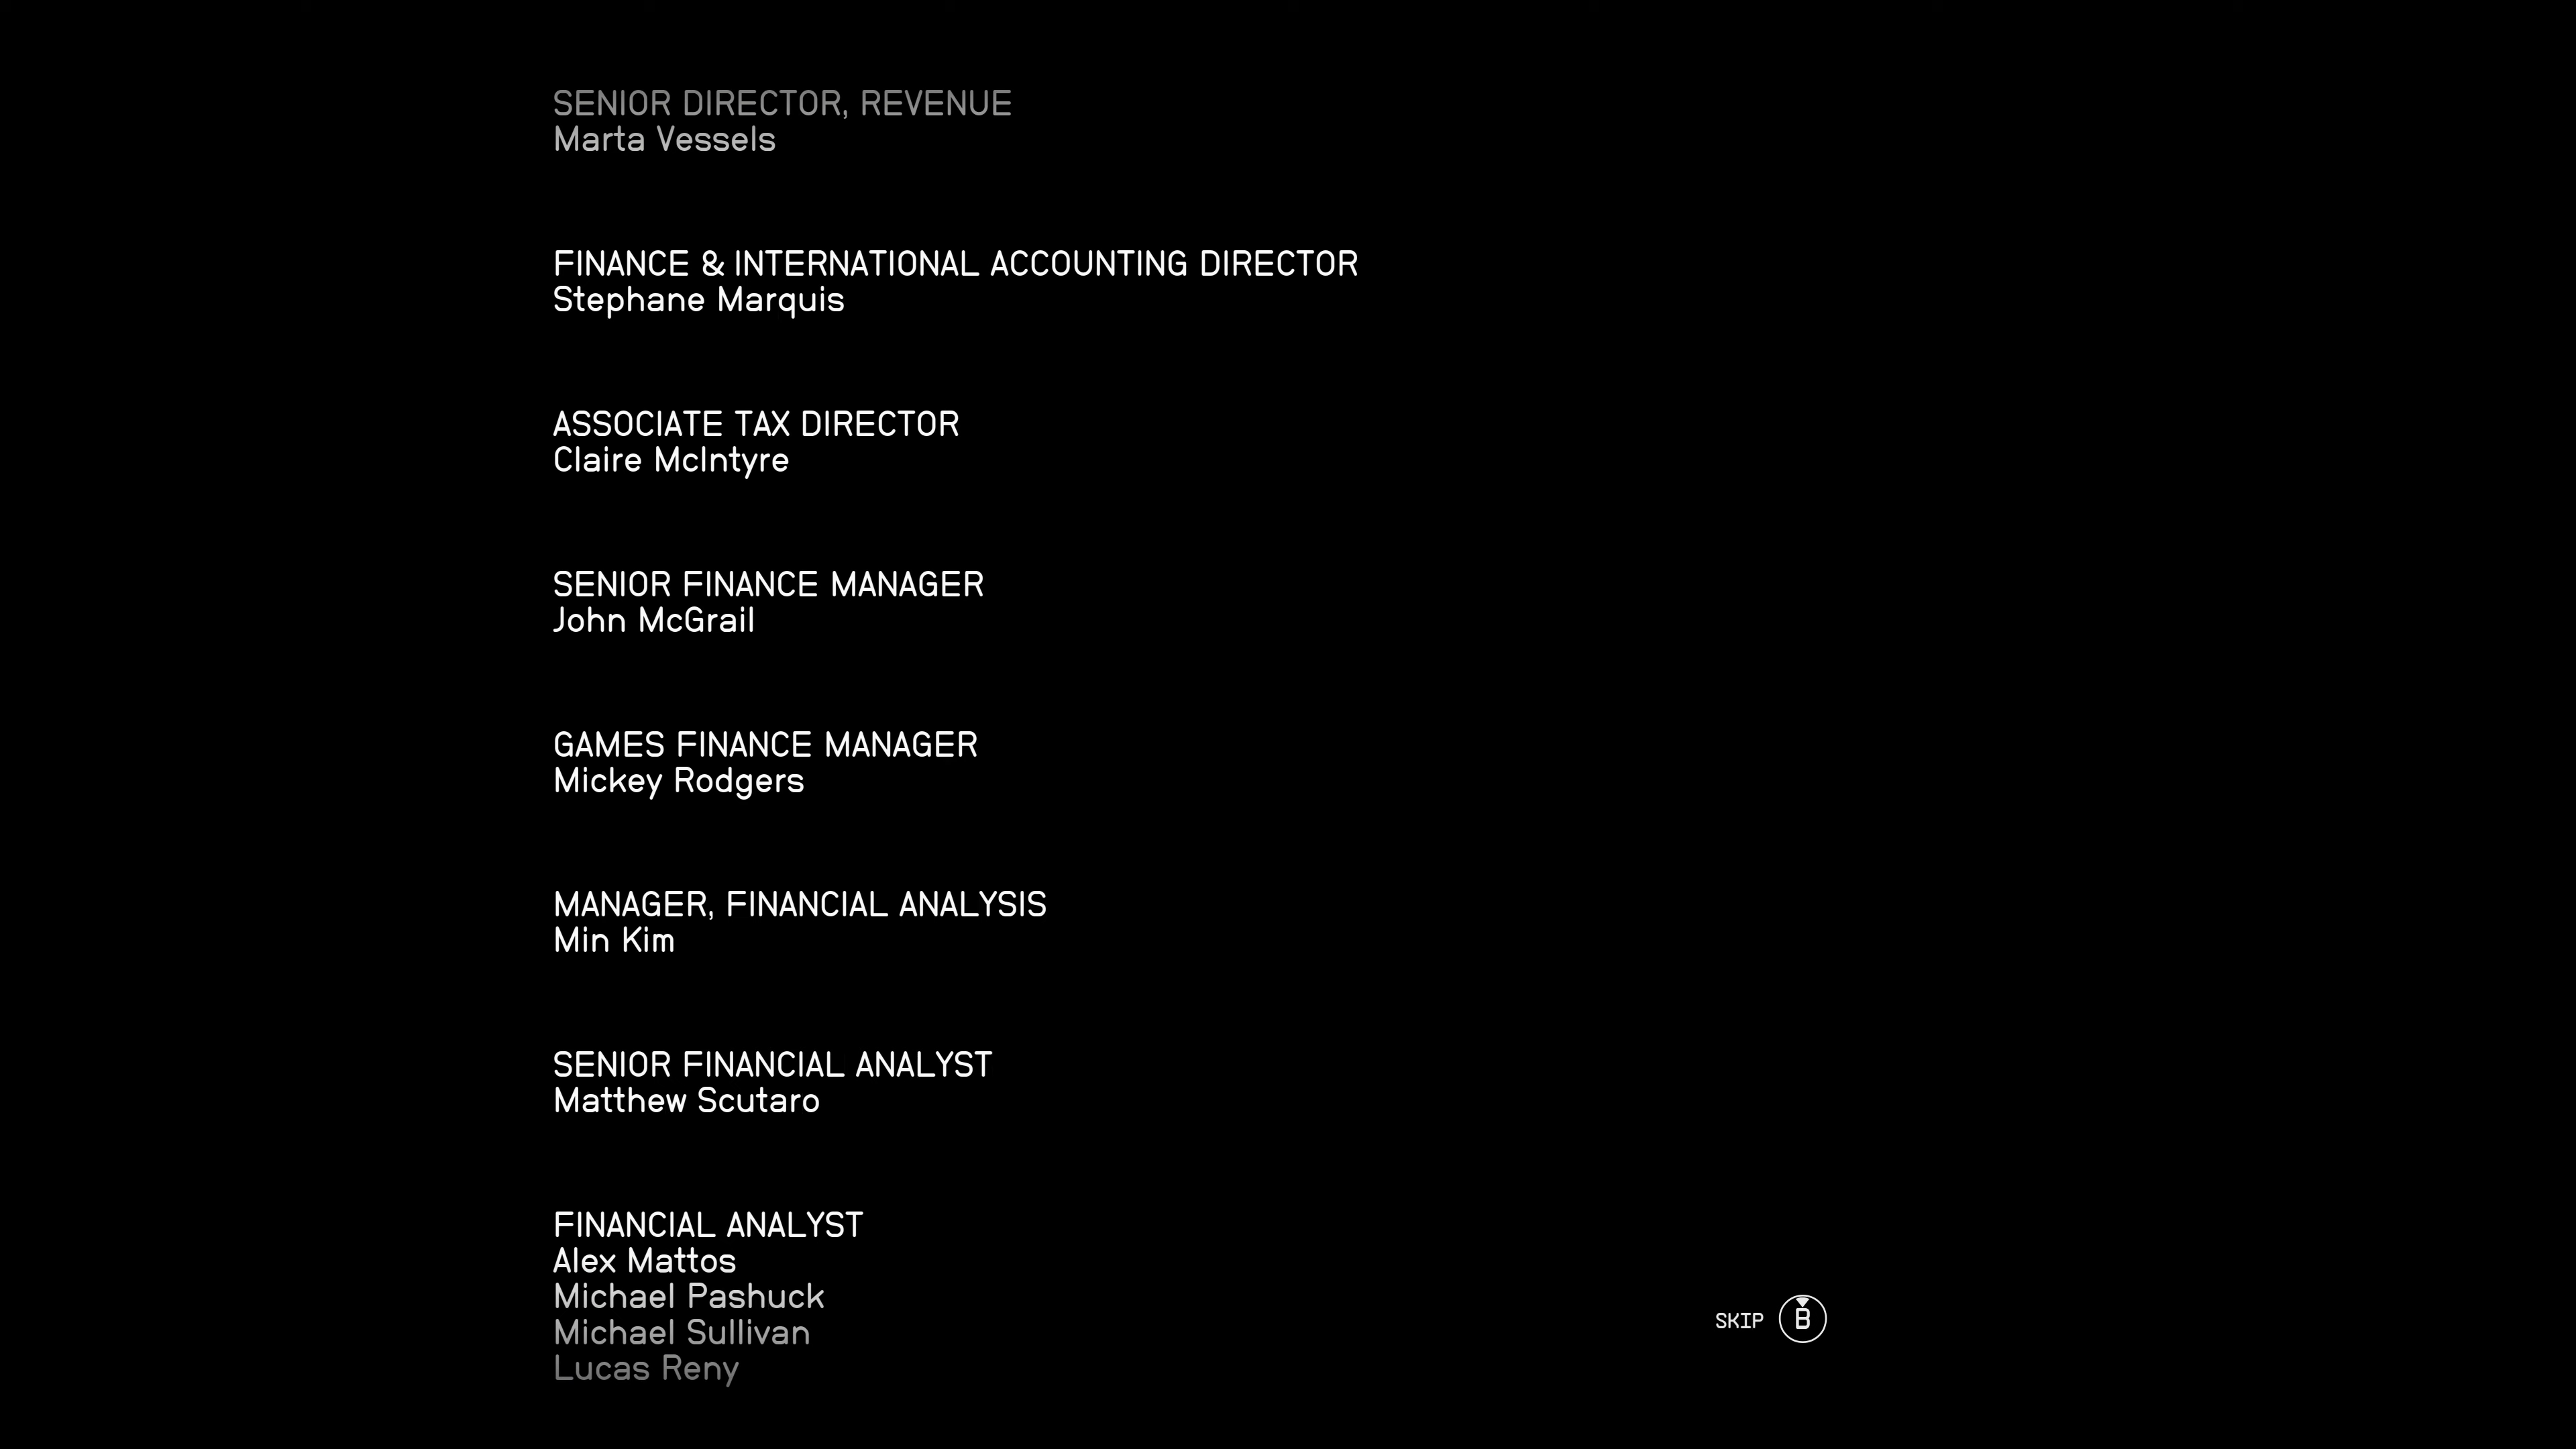 SENIOR DIRECTOR, REVENUE
Marta Vessels
FINANCE & INTERNATIONAL ACCOUNTING DIRECTOR
Stephane Marquis
ASSOCIATE TAX DIRECTOR
Claire McIntyre
SENIOR FINANCE MANAGER
John McGrail
GAMES FINANCE MANAGER
Mickey Rodgers
MANAGER, FINANCIAL ANALYSIS
Min Kim
SENIOR FINANCIAL ANALYST
Matthew Scutaro
FINANCIAL ANALYST
Alex Mattos
Michael Pashuck
Michael Sullivan
Lucas Reny
SKIP B